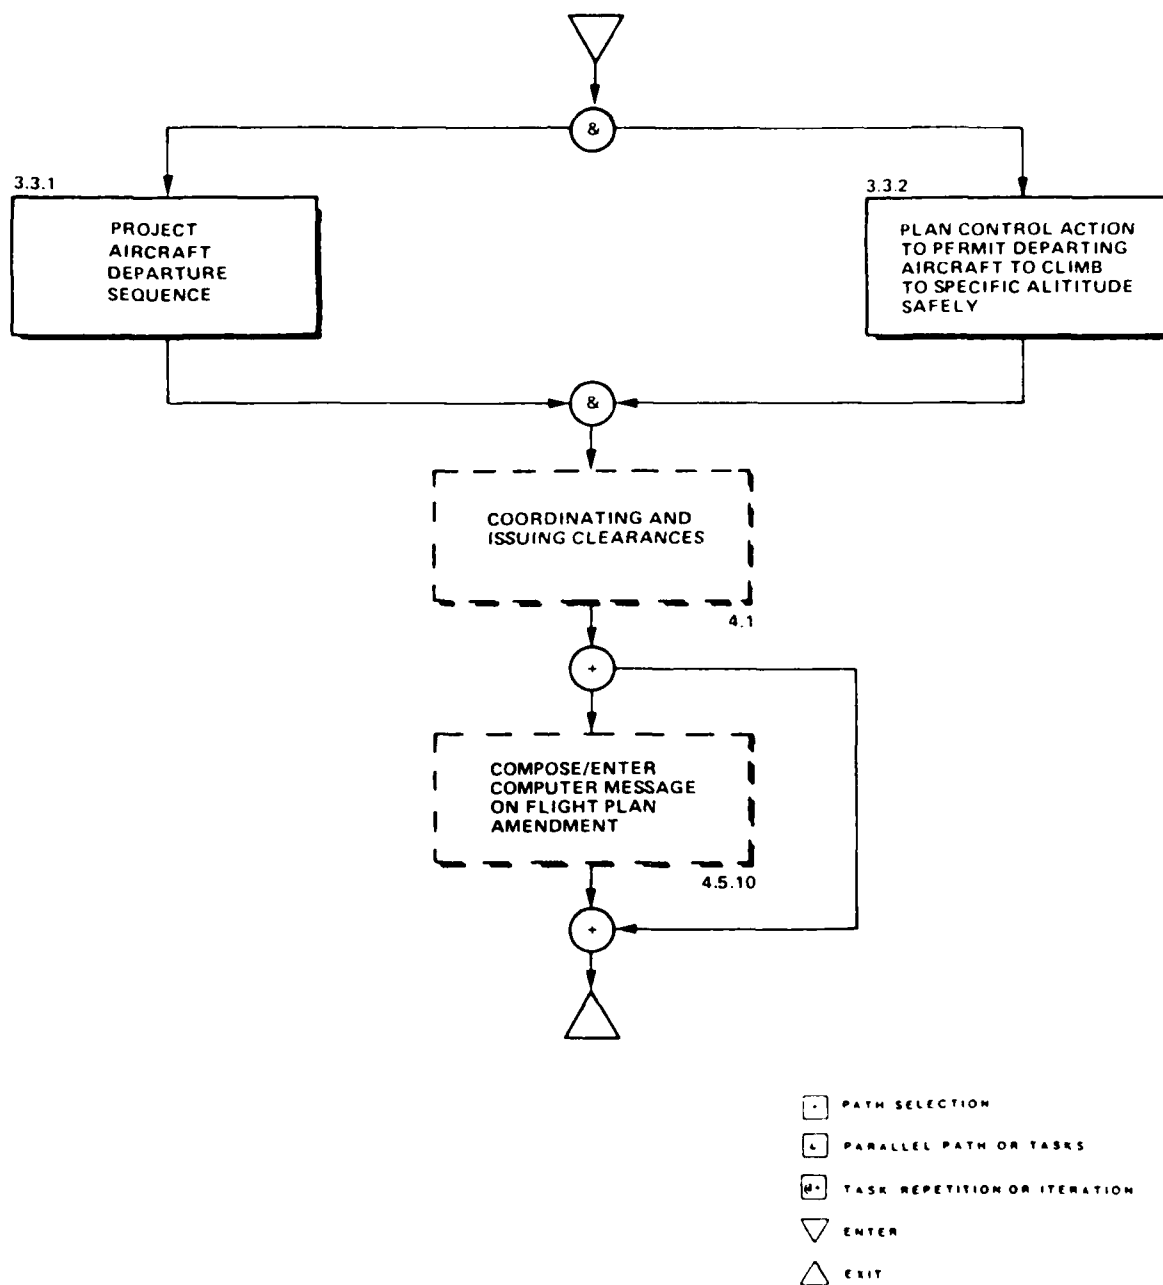 &
3.3.1
PROJECT
AIRCRAFT
DEPARTURE
SEQUENCE
3.3.2
PLAN CONTROL ACTION
TO PERMIT DEPARTING
AIRCRAFT TO CLIMB
TO SPECIFIC ALITITUDE
SAFELY
&
COORDINATING AND
ISSUING CLEARANCES
4.1
+
COMPOSE/ENTER
COMPUTER MESSAGE
ON FLIGHT PLAN
AMENDMENT
4.5.10
+
+ PATH SELECTION
& PARALLEL PATH OR TASKS
TASK REPETITION OR ITERATION
ENTER
EXIT